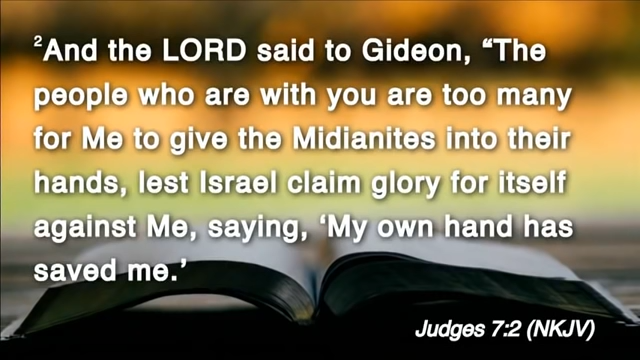 ²And the LORD said to Gideon, “The
people who are with you are too many
for Me to give the Midianites into their
hands, lest Israel claim glory for itself
against Me, saying, ‘My own hand has
saved me.’
Judges 7:2 (NKJV)